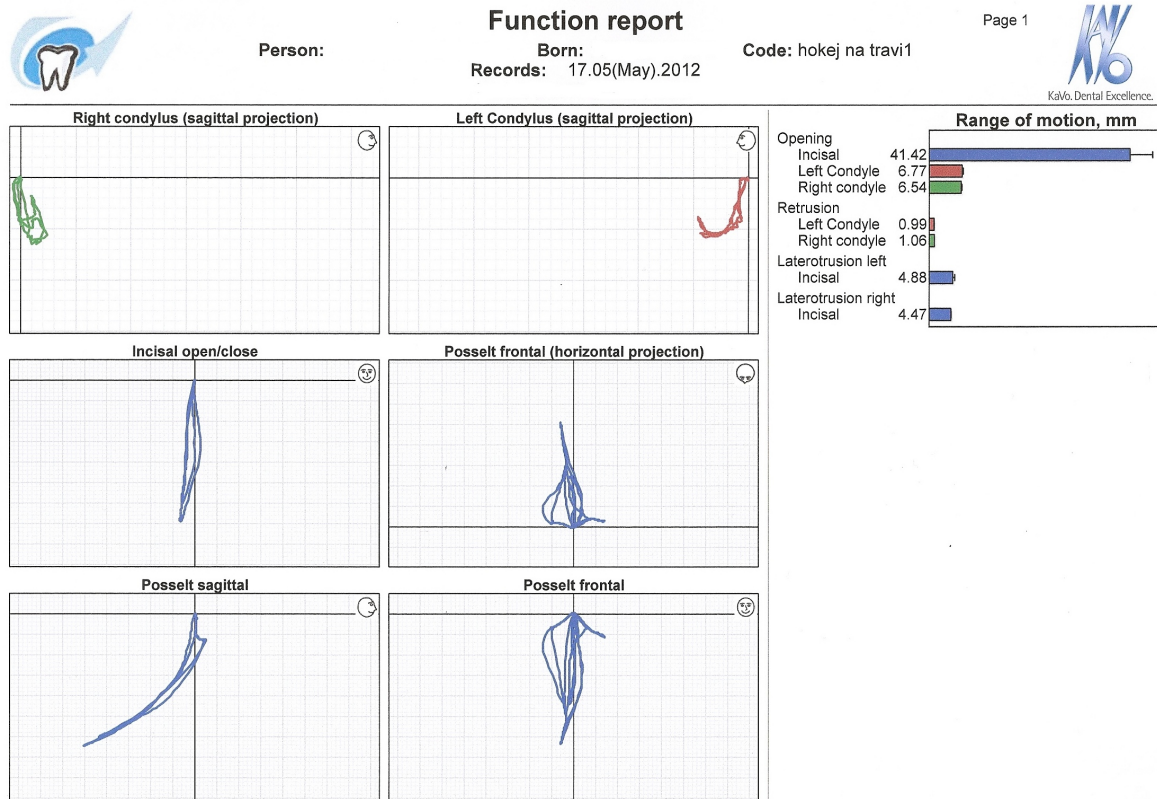 Function report
Page 1
Person:
Born:
Code: hokej na travi1
Records: 17.05(May).2012
KaVo
KaVo. Dental Excellence.
Right condylus (sagittal projection)
Left Condylus (sagittal projection)
Range of motion, mm
Opening
Incisal 41.42
Left Condyle 6.77
Right condyle 6.54
Retrusion
Left Condyle 0.99
Right condyle 1.06
Laterotrusion left
Incisal 4.88
Laterotrusion right
Incisal 4.47
Incisal open/close
Posselt frontal (horizontal projection)
Posselt sagittal
Posselt frontal